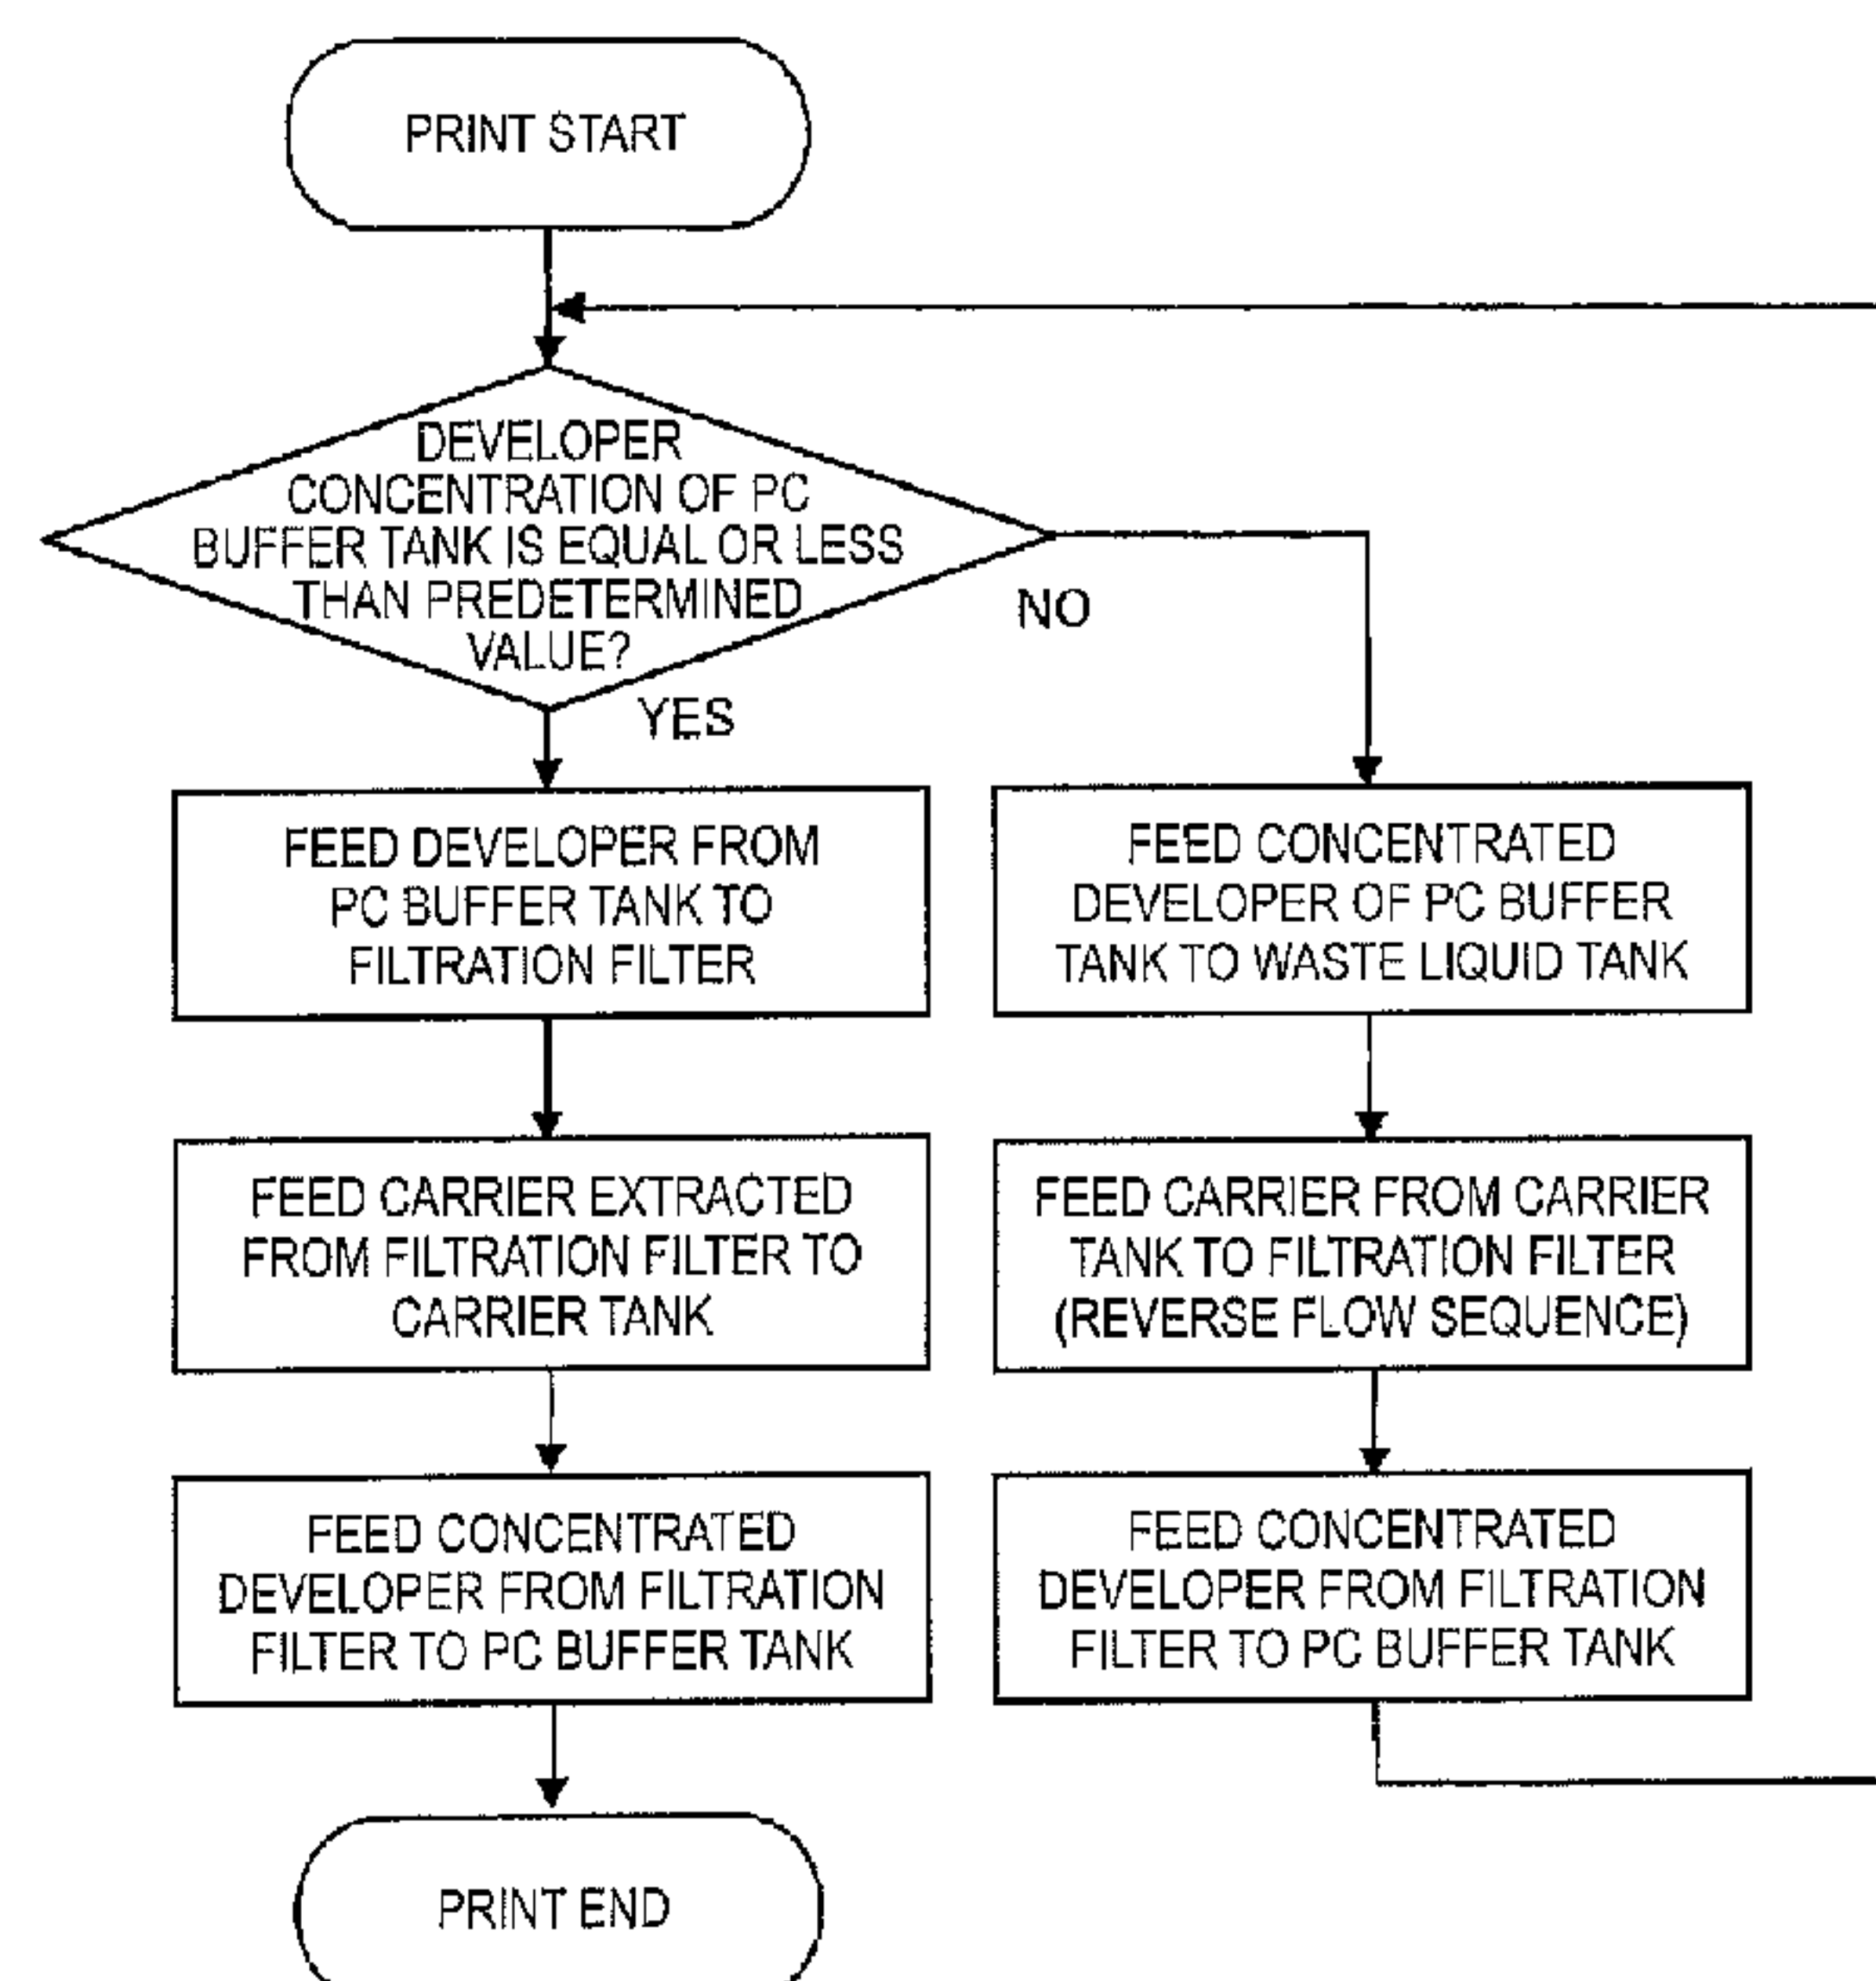 PRINT START
DEVELOPER
CONCENTRATION OF PC
BUFFER TANK IS EQUAL OR LESS
THAN PREDETERMINED
VALUE?
NO
YES
FEED DEVELOPER FROM
PC BUFFER TANK TO
FILTRATION FILTER
FEED CONCENTRATED
DEVELOPER OF PC BUFFER
TANK TO WASTE LIQUID TANK
FEED CARRIER EXTRACTED
FROM FILTRATION FILTER TO
CARRIER TANK
FEED CARRIER FROM CARRIER
TANK TO FILTRATION FILTER
(REVERSE FLOW SEQUENCE)
FEED CONCENTRATED
DEVELOPER FROM FILTRATION
FILTER TO PC BUFFER TANK
FEED CONCENTRATED
DEVELOPER FROM FILTRATION
FILTER TO PC BUFFER TANK
PRINT END